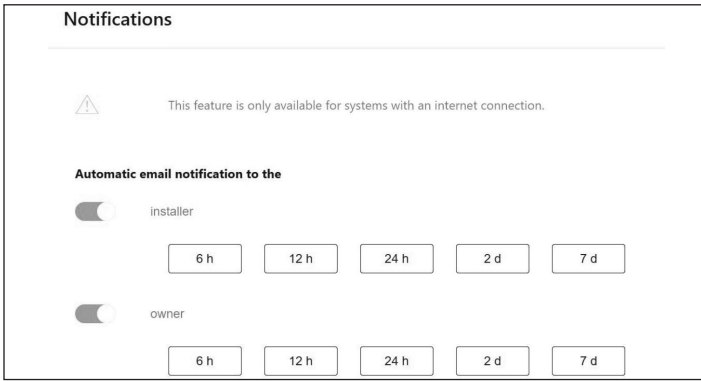 Notifications
This feature is only available for systems with an internet connection.
Automatic email notification to the
installer
6 h 12 h 24 h 2 d 7 d
owner
6 h 12 h 24 h 2 d 7 d